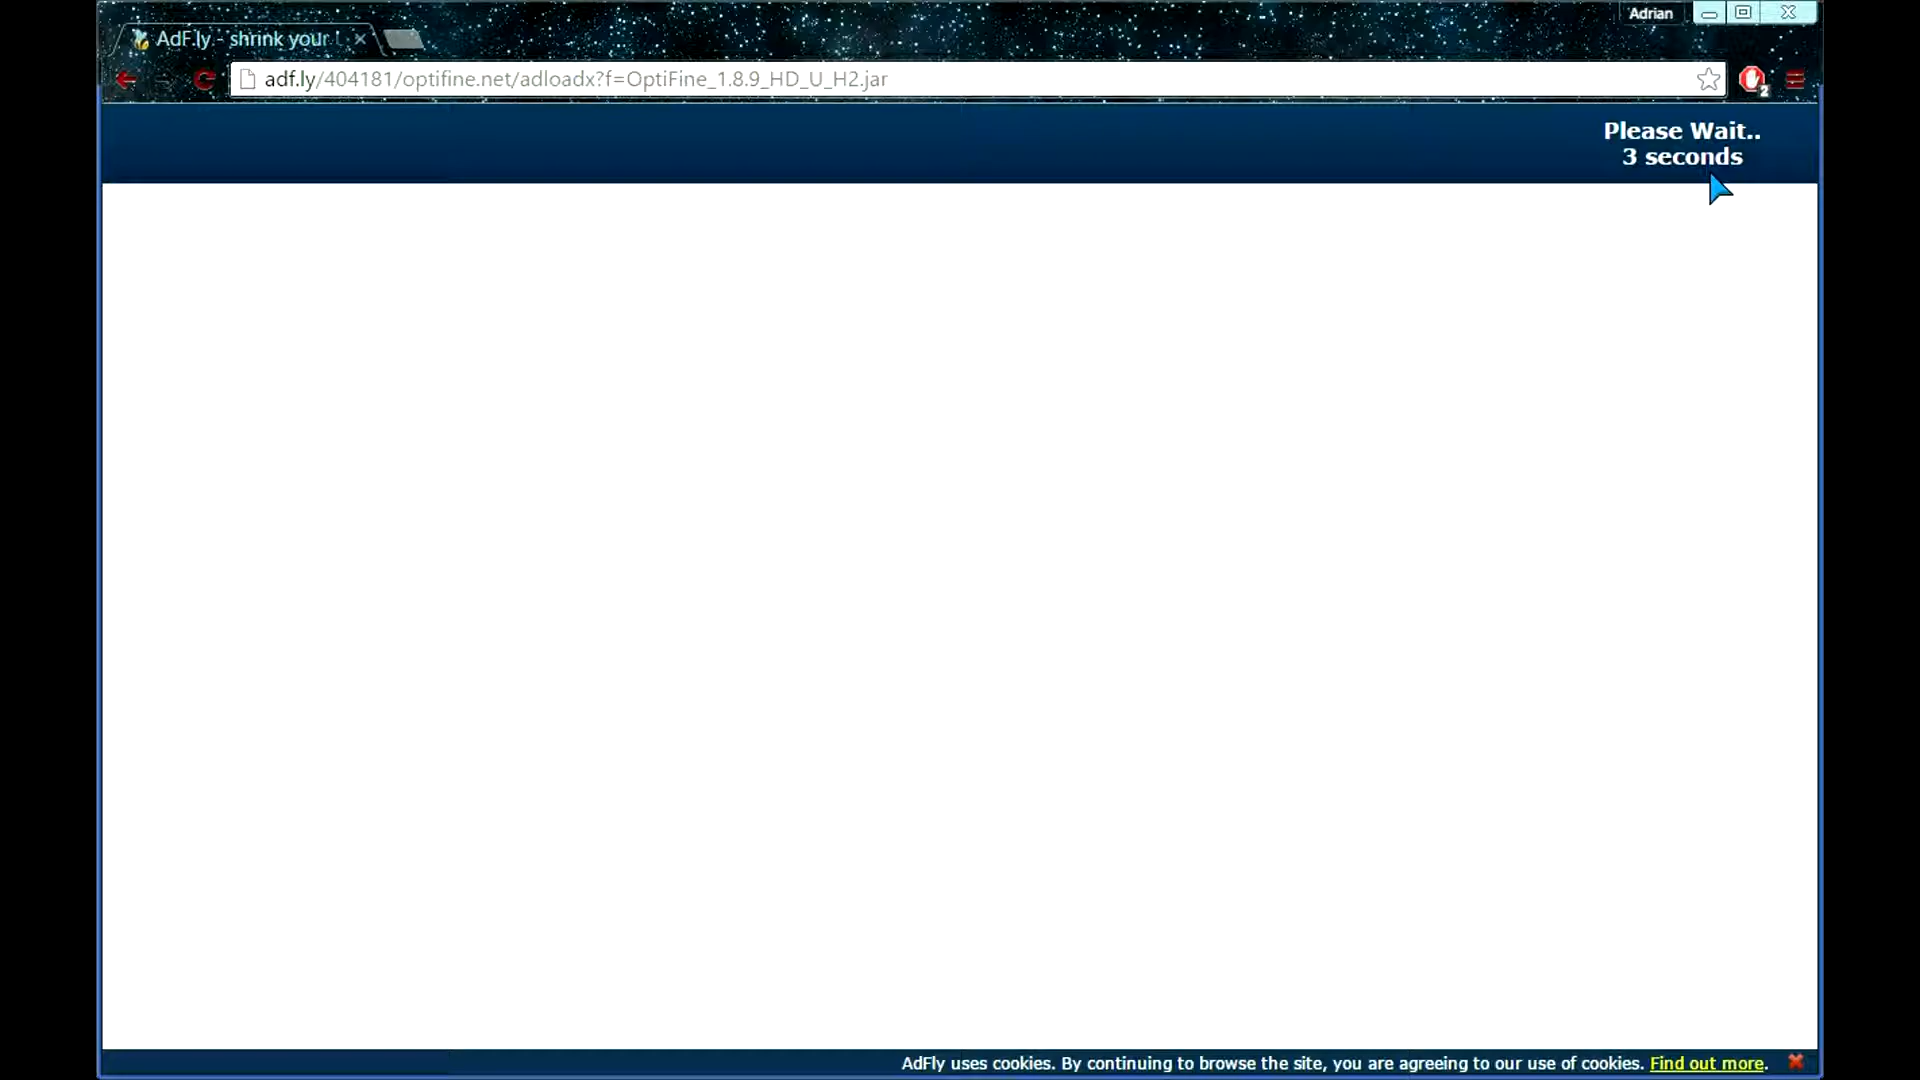 Adrian
AdF.ly - shrink your
adf.ly/404181/optifine.net/adloadx?f=OptiFine_1.8.9_HD_U_H2.jar
2
Please Wait..
3 seconds
AdFly uses cookies. By continuing to browse the site, you are agreeing to our use of cookies. Find out more.